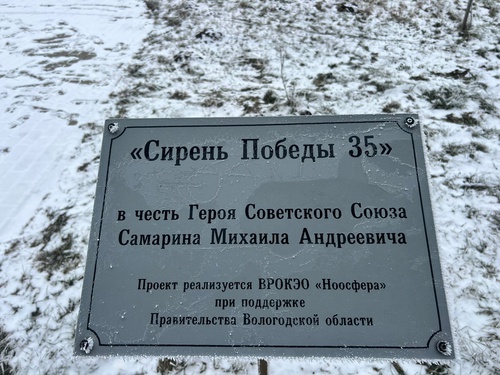 «Сирень Победы 35»
в честь Героя Советского Союза
Самарина Михаила Андреевича
Проект реализуется ВРОКЭО «Ноосфера»
при поддержке
Правительства Вологодской области